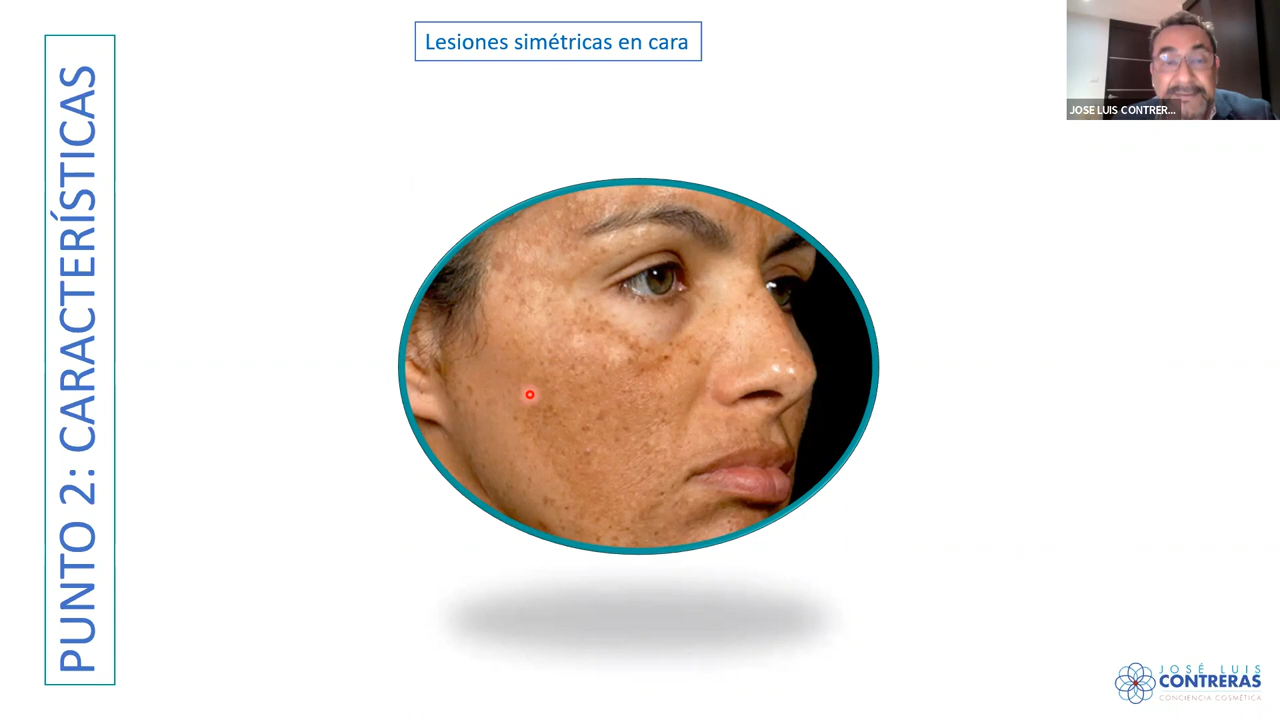 PUNTO 2: CARACTERÍSTICAS
Lesiones simétricas en cara
JOSE LUIS CONTRER...
JOSÉ LUIS
CONTRERAS
CONCIENCIA COSMÉTICA